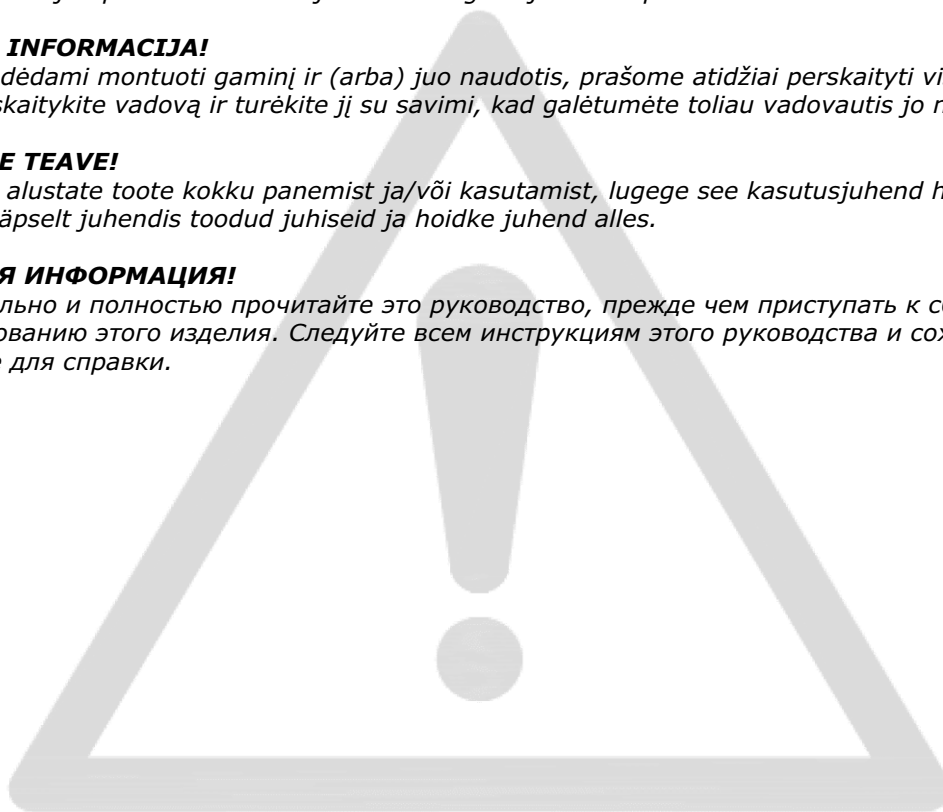 INFORMACIJA!
dėdami montuoti gaminį ir (arba) juo naudotis, prašome atidžiai perskaityti
skaitykite vadovą ir turėkite jį su savimi, kad galėtumėte toliau vadovautis jo
TEAVE!
alustate toote kokku panemist ja/või kasutamist, lugege see kasutusjuhend
äpselt juhendis toodud juhiseid ja hoidke juhend alles.
Я ИНФОРМАЦИЯ!
льно и полностью прочитайте это руководство, прежде чем приступать к
ованию этого изделия. Следуйте всем инструкциям этого руководства и
для справки.